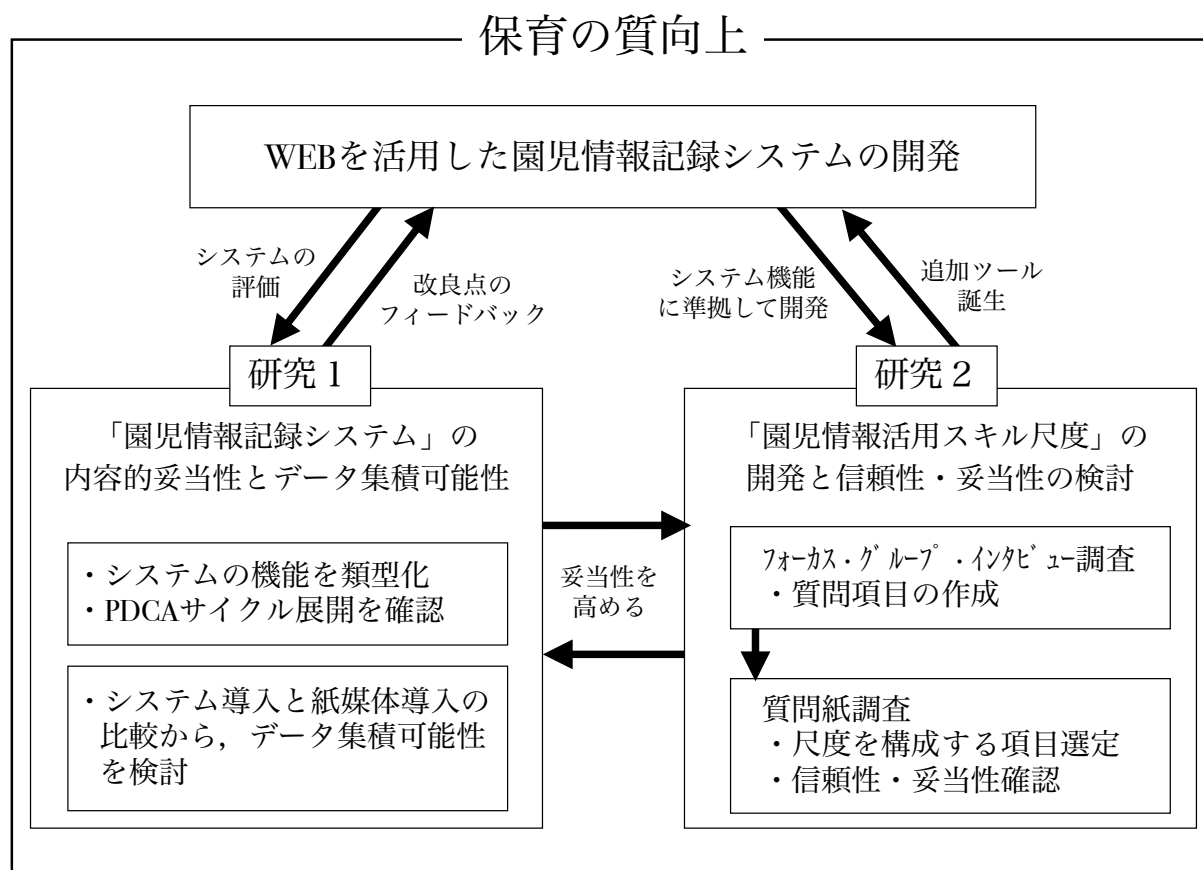 保育の質向上
WEBを活用した園児情報記録システムの開発
システムの
評価
改良点の
フィードバック
システム機能
に準拠して開発
追加ツール
誕生
研究1
「園児情報記録システム」の
内容的妥当性とデータ集積可能性
・システムの機能を類型化
・PDCAサイクル展開を確認
・システム導入と紙媒体導入の
比較から，データ集積可能性
を検討
妥当性を
高める
研究2
「園児情報活用スキル尺度」の
開発と信頼性・妥当性の検討
ﾌｫｰｶｽ・ｸﾞﾙｰﾌﾟ・ｲﾝﾀﾋﾞｭｰ調査
・質問項目の作成
質問紙調査
・尺度を構成する項目選定
・信頼性・妥当性確認